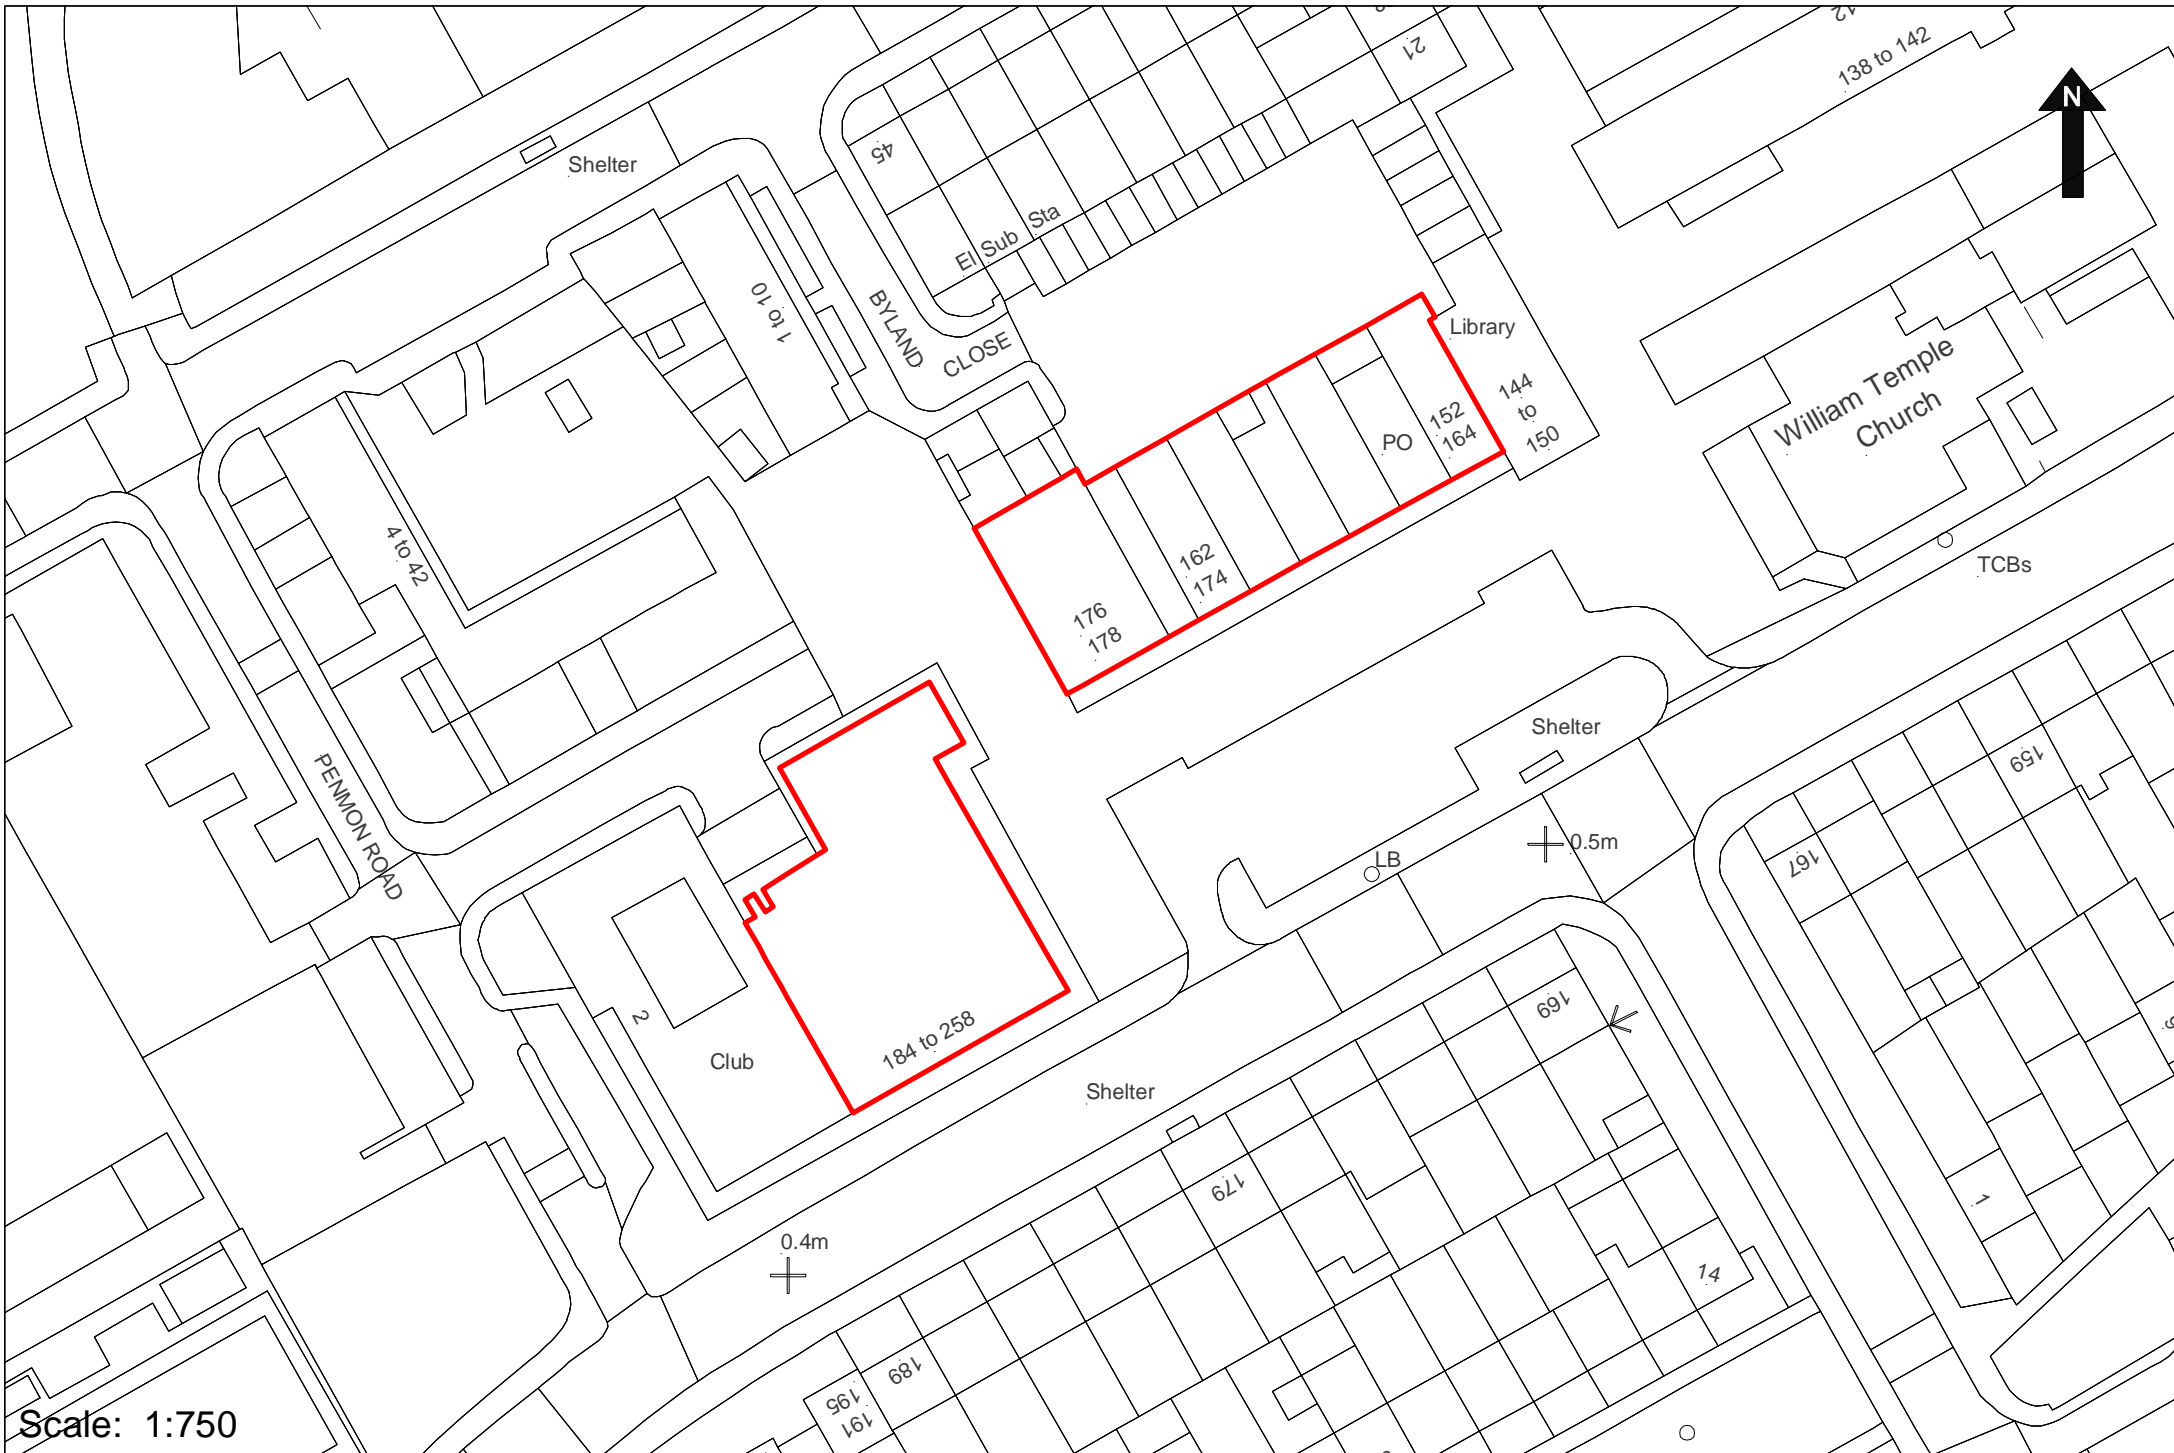 12
21
138 to 142
N
45
Shelter
El Sub Sta
1 to 10
BYLAND
CLOSE
Library
William Temple
Church
144
to
150
152
164
PO
4 to 42
162
174
TCBs
176
178
Shelter
159
PENMON ROAD
167
0.5m
LB
2
169
Club
184 to 258
Shelter
179
1
0.4m
14
189
195
191
Scale: 1:750